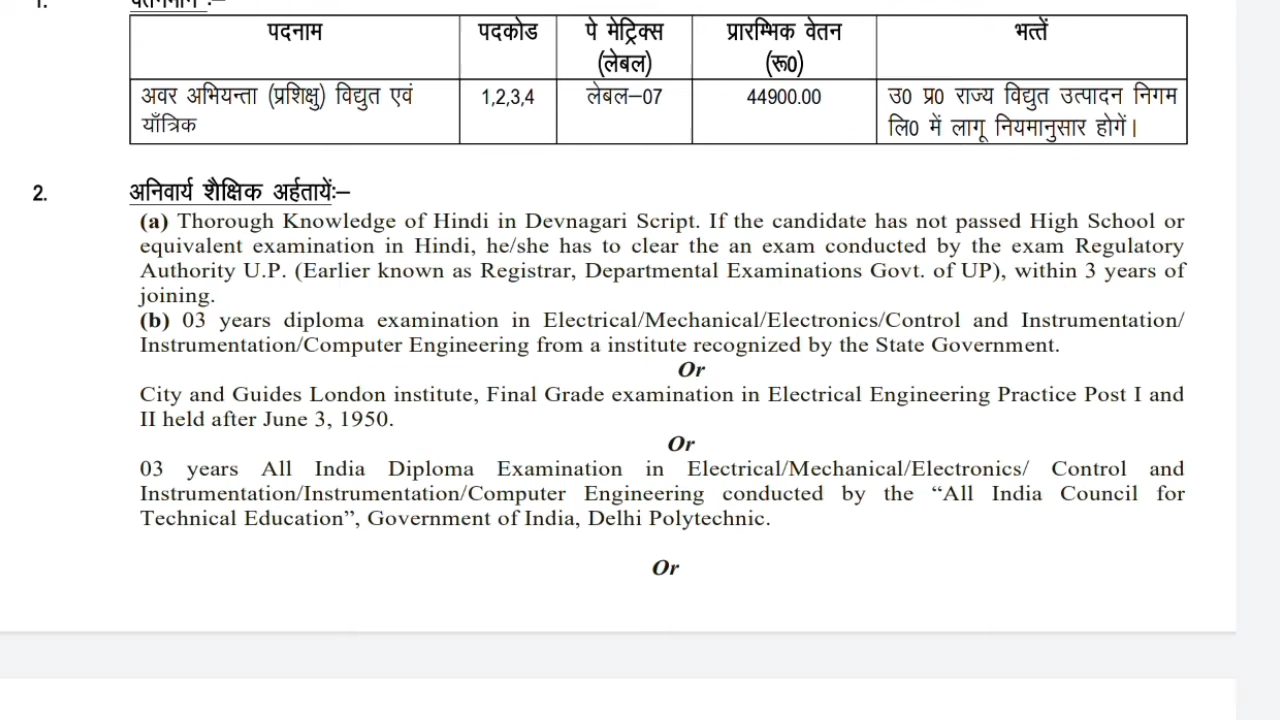 1. वेतनमान :–
पदनाम पदकोड पे मेट्रिक्स प्रारम्भिक वेतन भत्तें
(लेबल) (रू0)
अवर अभियन्ता (प्रशिक्षु) विद्युत एवं 1,2,3,4 लेबल–07 44900.00 उ0 प्र0 राज्य विद्युत उत्पादन निगम
याँत्रिक लि0 में लागू नियमानुसार होगें।
2. अनिवार्य शैक्षिक अर्हतायें:–
(a) Thorough Knowledge of Hindi in Devnagari Script. If the candidate has not passed High School or
equivalent examination in Hindi, he/she has to clear the an exam conducted by the exam Regulatory
Authority U.P. (Earlier known as Registrar, Departmental Examinations Govt. of UP), within 3 years of
joining.
(b) 03 years diploma examination in Electrical/Mechanical/Electronics/Control and Instrumentation/
Instrumentation/Computer Engineering from a institute recognized by the State Government.
Or
City and Guides London institute, Final Grade examination in Electrical Engineering Practice Post I and
II held after June 3, 1950.
Or
03 years All India Diploma Examination in Electrical/Mechanical/Electronics/ Control and
Instrumentation/Instrumentation/Computer Engineering conducted by the “All India Council for
Technical Education”, Government of India, Delhi Polytechnic.
Or